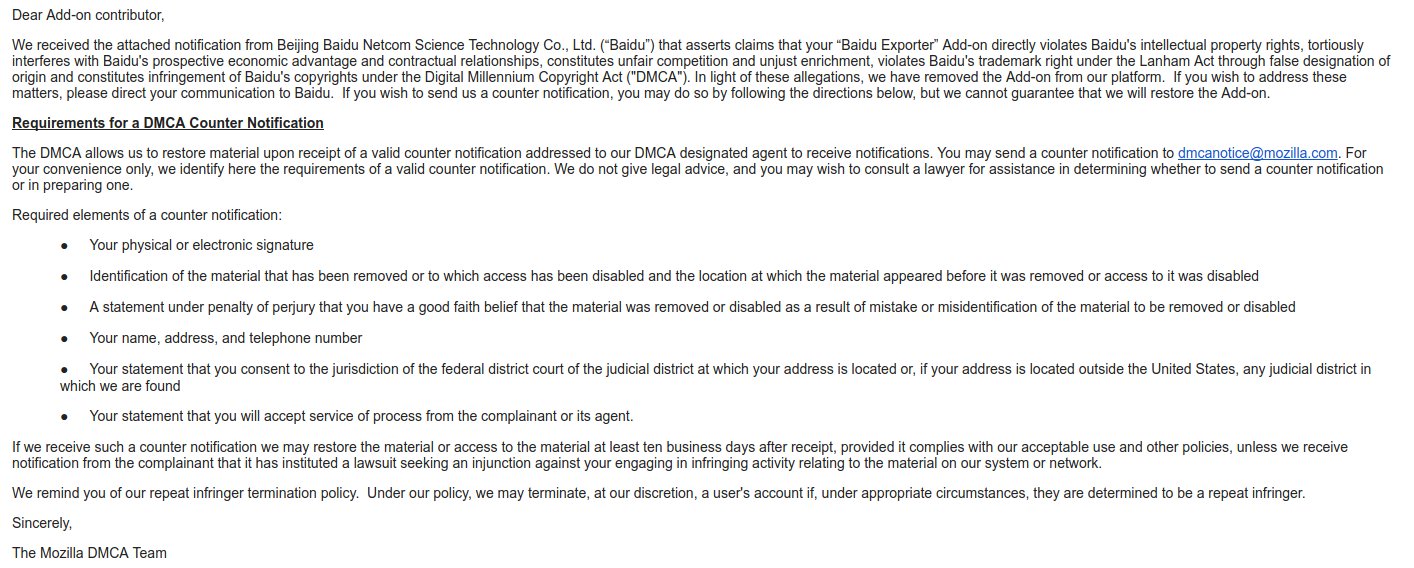 Dear Add-on contributor,
We received the attached notification from Beijing Baidu Netcom Science Technology Co., Ltd. (“Baidu”) that asserts claims that your “Baidu Exporter” Add-on directly violates Baidu's intellectual property rights, tortiously
interferes with Baidu's prospective economic advantage and contractual relationships, constitutes unfair competition and unjust enrichment, violates Baidu's trademark right under the Lanham Act through false designation of
origin and constitutes infringement of Baidu's copyrights under the Digital Millennium Copyright Act ("DMCA"). In light of these allegations, we have removed the Add-on from our platform.  If you wish to address these
matters, please direct your communication to Baidu.  If you wish to send us a counter notification, you may do so by following the directions below, but we cannot guarantee that we will restore the Add-on.
Requirements for a DMCA Counter Notification
The DMCA allows us to restore material upon receipt of a valid counter notification addressed to our DMCA designated agent to receive notifications. You may send a counter notification to dmcanotice@mozilla.com. For
your convenience only, we identify here the requirements of a valid counter notification. We do not give legal advice, and you may wish to consult a lawyer for assistance in determining whether to send a counter notification
or in preparing one.
Required elements of a counter notification:
● Your physical or electronic signature
● Identification of the material that has been removed or to which access has been disabled and the location at which the material appeared before it was removed or access to it was disabled
● A statement under penalty of perjury that you have a good faith belief that the material was removed or disabled as a result of mistake or misidentification of the material to be removed or disabled
● Your name, address, and telephone number
● Your statement that you consent to the jurisdiction of the federal district court of the judicial district at which your address is located or, if your address is located outside the United States, any judicial district in
which we are found
● Your statement that you will accept service of process from the complainant or its agent.
If we receive such a counter notification we may restore the material or access to the material at least ten business days after receipt, provided it complies with our acceptable use and other policies, unless we receive
notification from the complainant that it has instituted a lawsuit seeking an injunction against your engaging in infringing activity relating to the material on our system or network.
We remind you of our repeat infringer termination policy.  Under our policy, we may terminate, at our discretion, a user's account if, under appropriate circumstances, they are determined to be a repeat infringer.
Sincerely,
The Mozilla DMCA Team